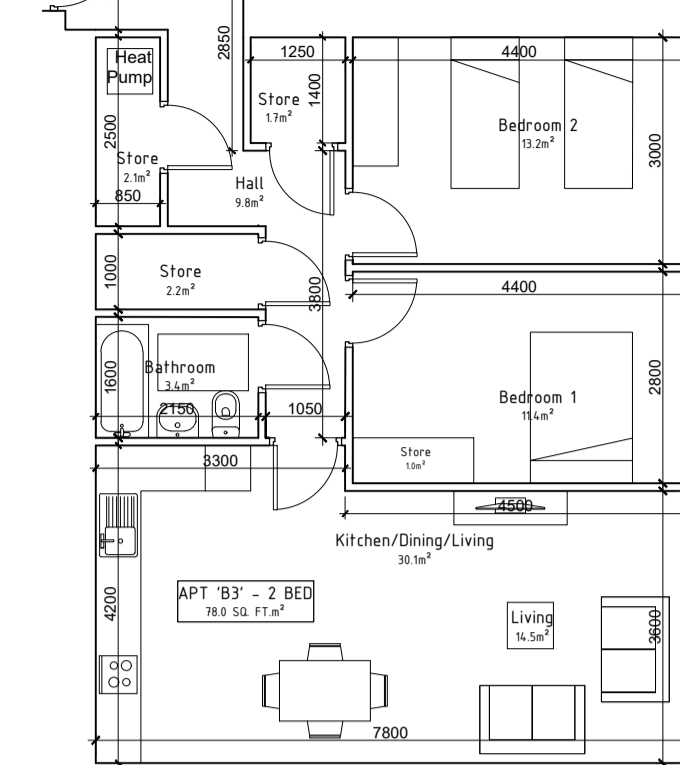 2850
1250
4400
Heat
Pump
Store
1.7m²
1400
2500
Bedroom 2
13.2m²
3000
Store
2.1m²
850
Hall
9.8m²
1000
Store
2.2m²
3800
4400
1600
Bathroom
3.4m²
2150
1050
Bedroom 1
11.4m²
2800
Store
1.0m²
3300
4500
Kitchen/Dining/Living
30.1m²
4200
APT 'B3' - 2 BED
78.0 SQ. FT.m²
Living
14.5m²
3600
7800